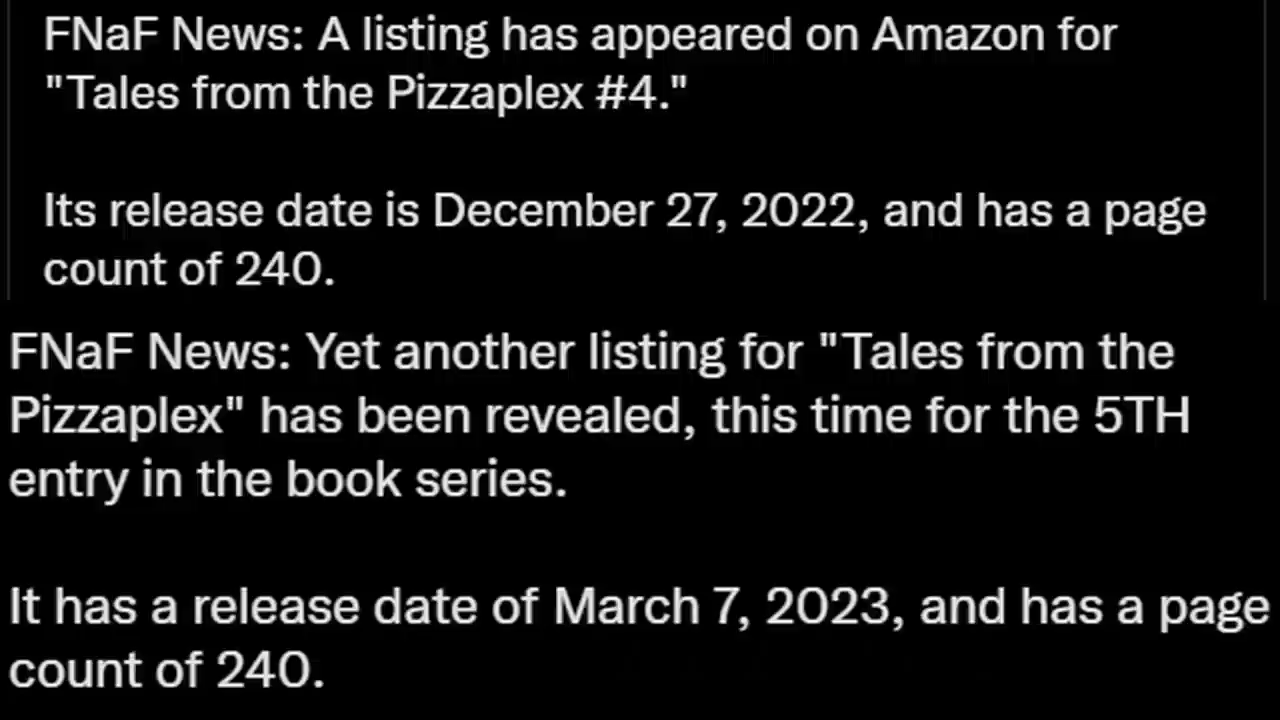 FNaF News: A listing has appeared on Amazon for
"Tales from the Pizzaplex #4."
Its release date is December 27, 2022, and has a page
count of 240.
FNaF News: Yet another listing for "Tales from the
Pizzaplex" has been revealed, this time for the 5TH
entry in the book series.
It has a release date of March 7, 2023, and has a page
count of 240.